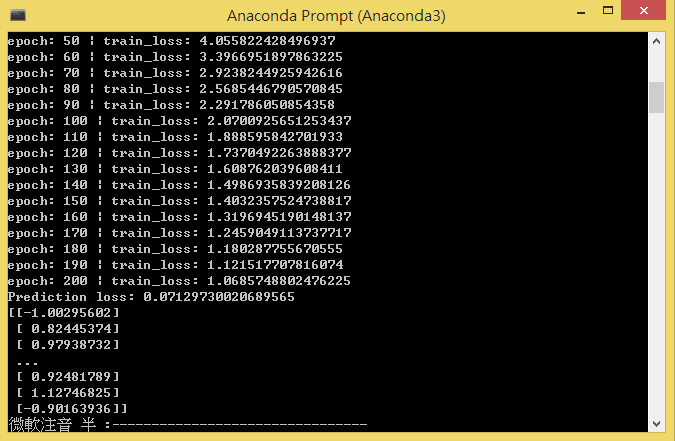 Anaconda Prompt (Anaconda3)
epoch: 50 | train_loss: 4.055822428496937
epoch: 60 | train_loss: 3.3966951897863225
epoch: 70 | train_loss: 2.9238244925942616
epoch: 80 | train_loss: 2.5685446790570845
epoch: 90 | train_loss: 2.291786050854358
epoch: 100 | train_loss: 2.0700925651253437
epoch: 110 | train_loss: 1.888595842701933
epoch: 120 | train_loss: 1.7370492263888377
epoch: 130 | train_loss: 1.608762039608411
epoch: 140 | train_loss: 1.4986935839208126
epoch: 150 | train_loss: 1.4032357524738817
epoch: 160 | train_loss: 1.3196945190148137
epoch: 170 | train_loss: 1.2459049113737717
epoch: 180 | train_loss: 1.180287755670555
epoch: 190 | train_loss: 1.121517707816074
epoch: 200 | train_loss: 1.0685748802476225
Prediction loss: 0.07129730020689565
[[-1.00295602]
 [ 0.82445374]
 [ 0.97938732]
 ...
 [ 0.92481789]
 [ 1.12746825]
 [-0.90163936]]
微軟注音 半 :--------------------------------